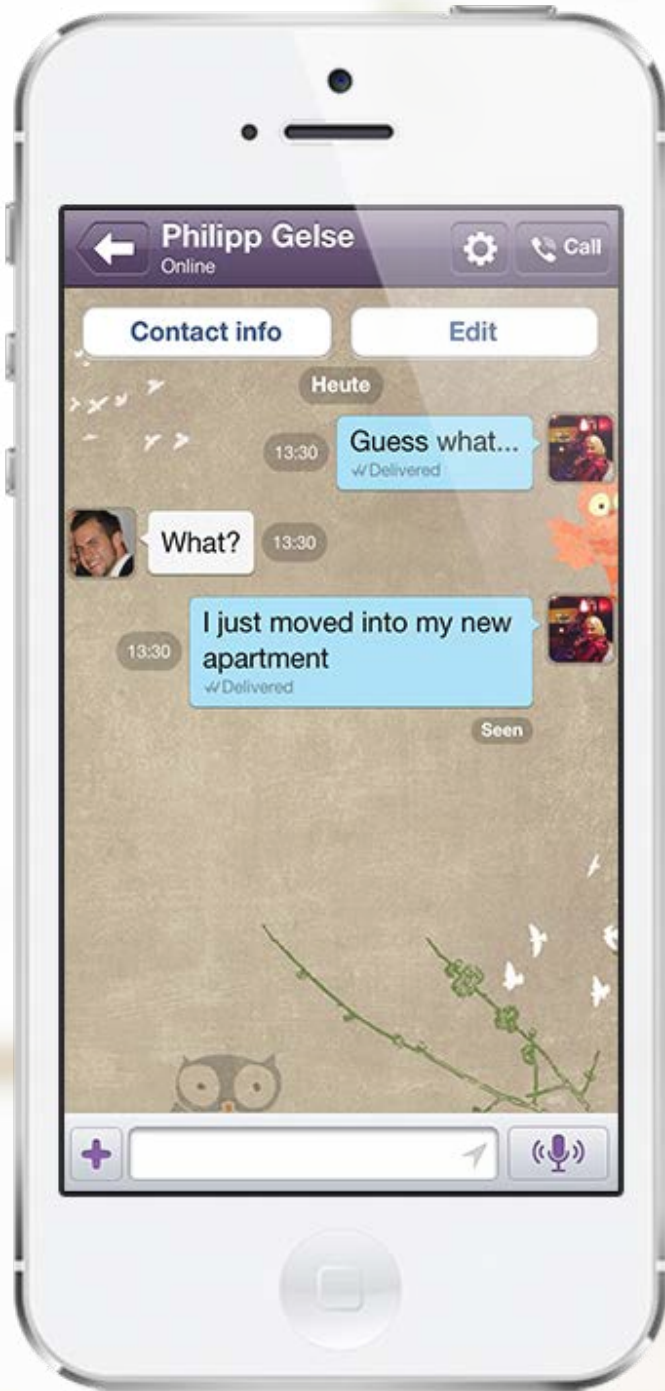 Philipp Gelse
Online
Call
Contact info
Edit
Heute
13:30
Guess what...
Delivered
What?
13:30
13:30
I just moved into my new
apartment
Delivered
Seen